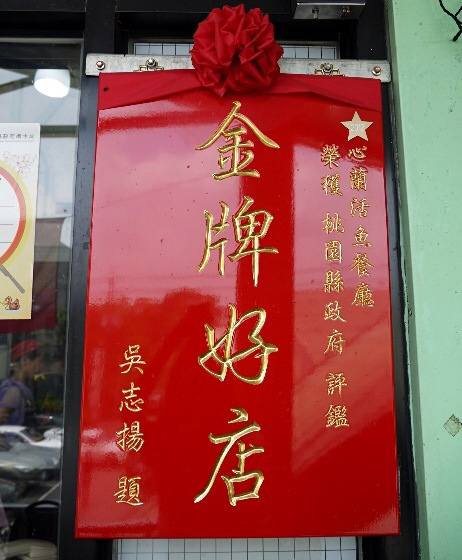 心蘭活魚餐廳
榮獲 桃園縣政府 評鑑
金牌好店
吳志揚 題